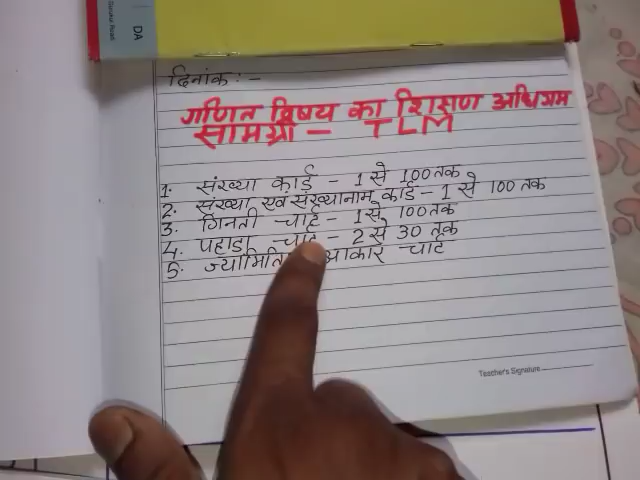 DA
दिनांक:-
गणित विषय का शिक्षण अधिगम
सामग्री - TLM
1. संख्या कार्ड - 1 से 100 तक
2. संख्या एवं संख्यानाम कार्ड - 1 से 100 तक
3. गिनती चार्ट - 1 से 100 तक
4. पहाडा चार्ट - 2 से 30 तक
5. आकार चार्ट
Teacher's Signature